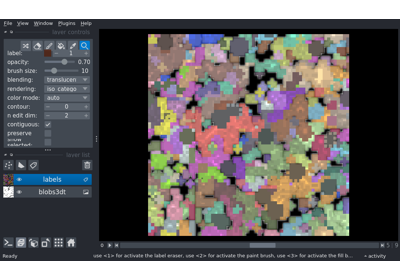 File View Window Plugins Help
layer controls
label: 1
opacity: 0.70
brush size: 10
blending: translucen
rendering: iso_catego
color mode: auto
contour: 0
n edit dim: 2
contiguous:
preserve
show
selected:
layer list
labels
blobs3dt
Ready
use <1> for activate the label eraser, use <2> for activate the paint brush, use <3> for activate the fill b...
activity